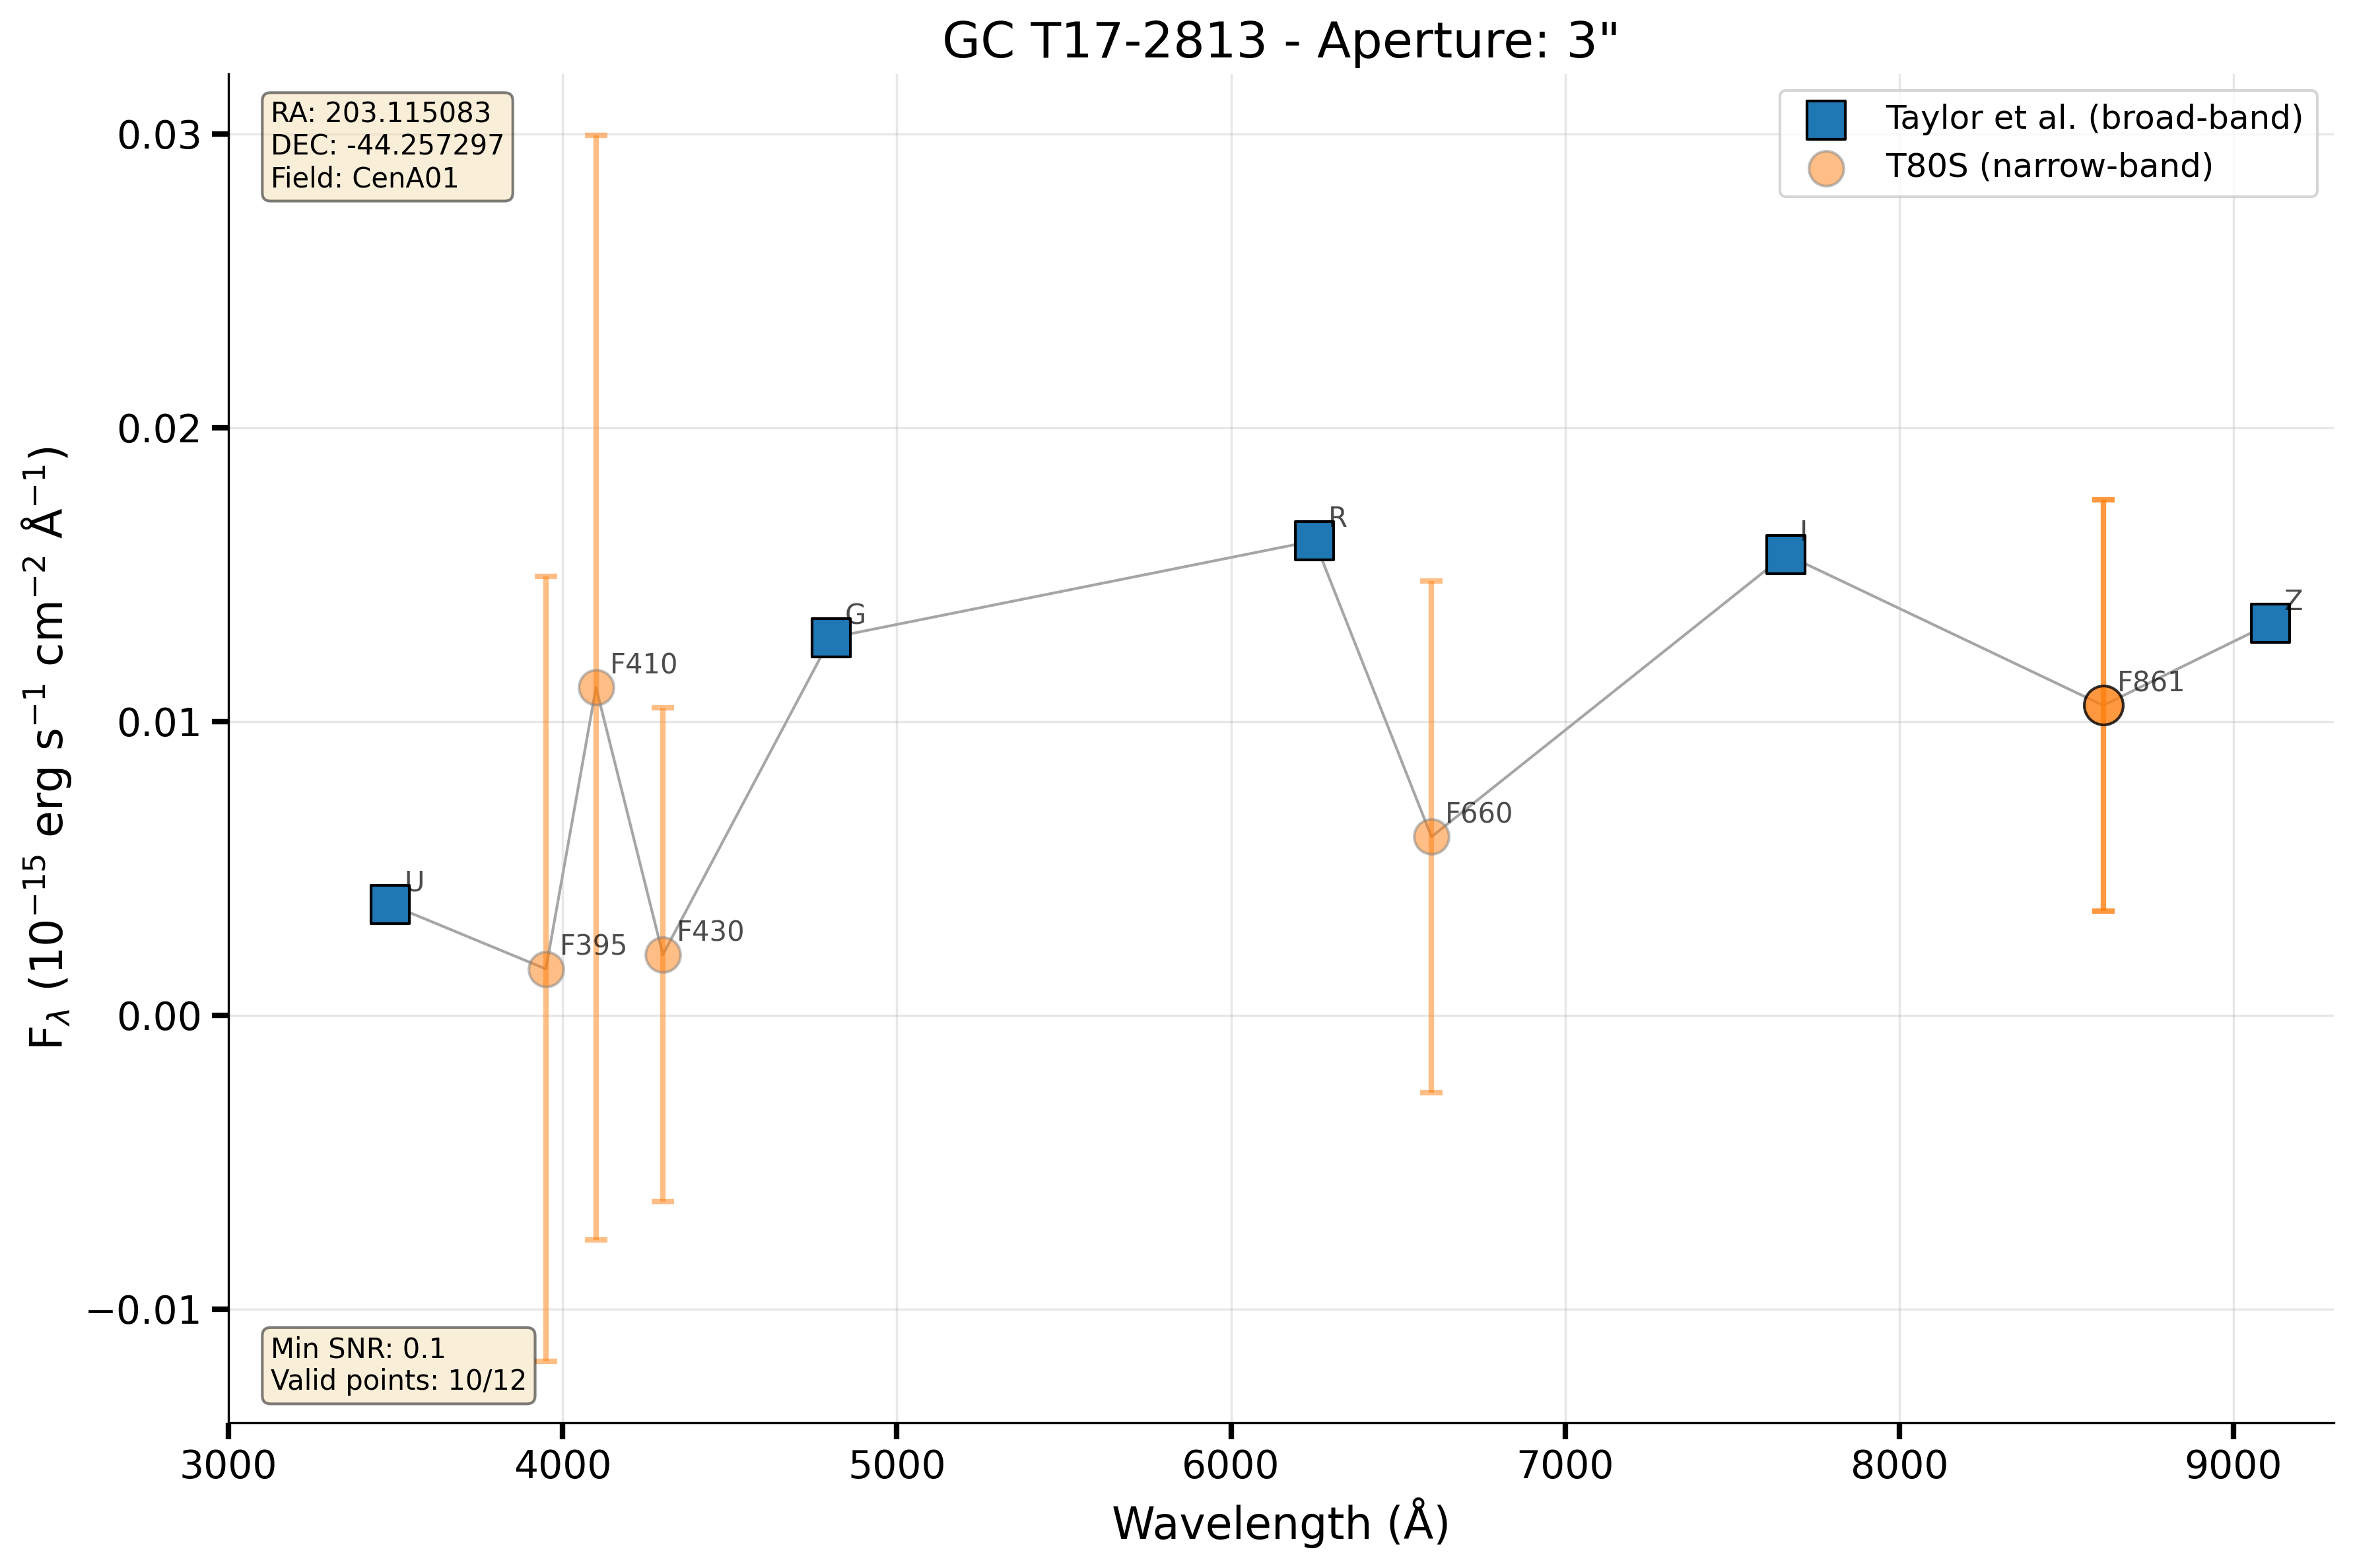 GC T17-2813 - Aperture: 3"
RA: 203.115083
DEC: -44.257297
Field: CenA01
Taylor et al. (broad-band)
T80S (narrow-band)
0.03
0.02
0.01
0.00
−0.01
F_λ (10⁻¹⁵ erg s⁻¹ cm⁻² Å⁻¹)
U
F395
F410
F430
G
R
F660
I
F861
Z
Min SNR: 0.1
Valid points: 10/12
3000
4000
5000
6000
7000
8000
9000
Wavelength (Å)